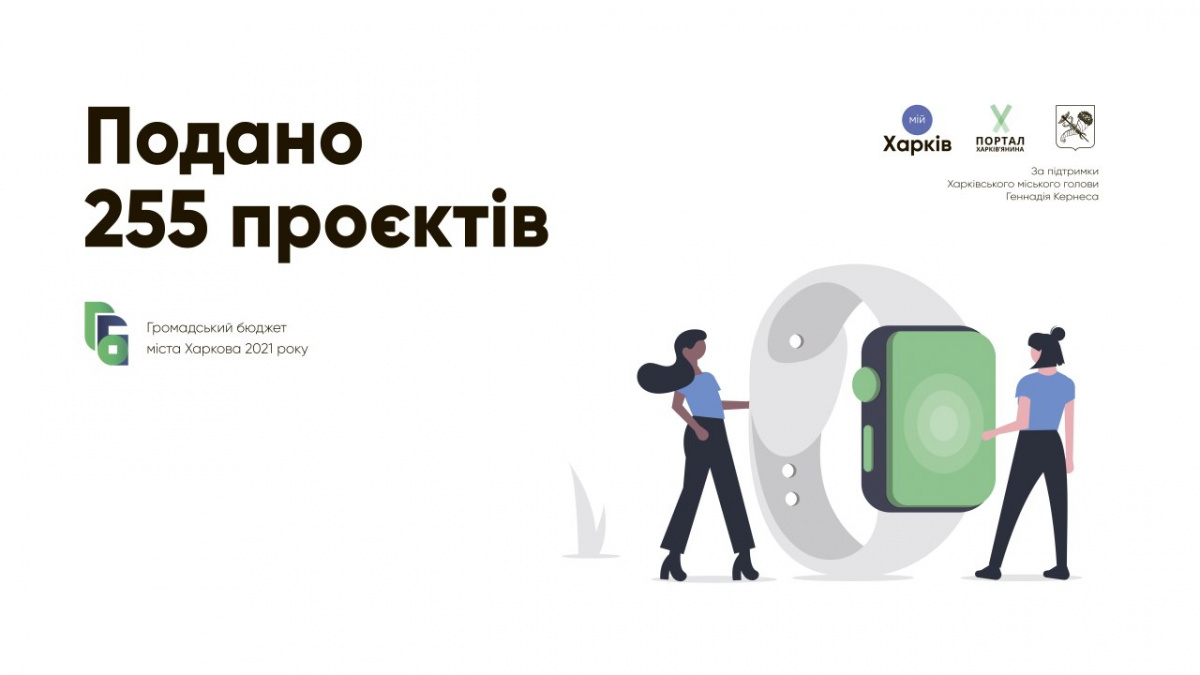 Подано
255 проєктів
Громадський бюджет
міста Харкова 2021 року
мій
Харків
ПОРТАЛ
ХАРКІВ'ЯНИНА
За підтримки
Харківського міського голови
Геннадія Кернеса